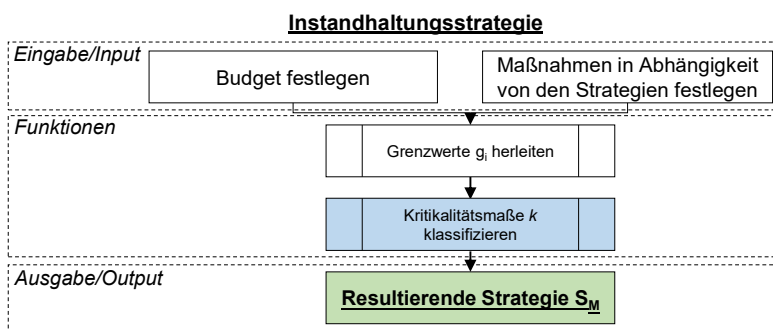 Instandhaltungsstrategie
Eingabe/Input
Budget festlegen
Maßnahmen in Abhängigkeit
von den Strategien festlegen
Funktionen
Grenzwerte gi herleiten
Kritikalitätsmaße k
klassifizieren
Ausgabe/Output
Resultierende Strategie SM